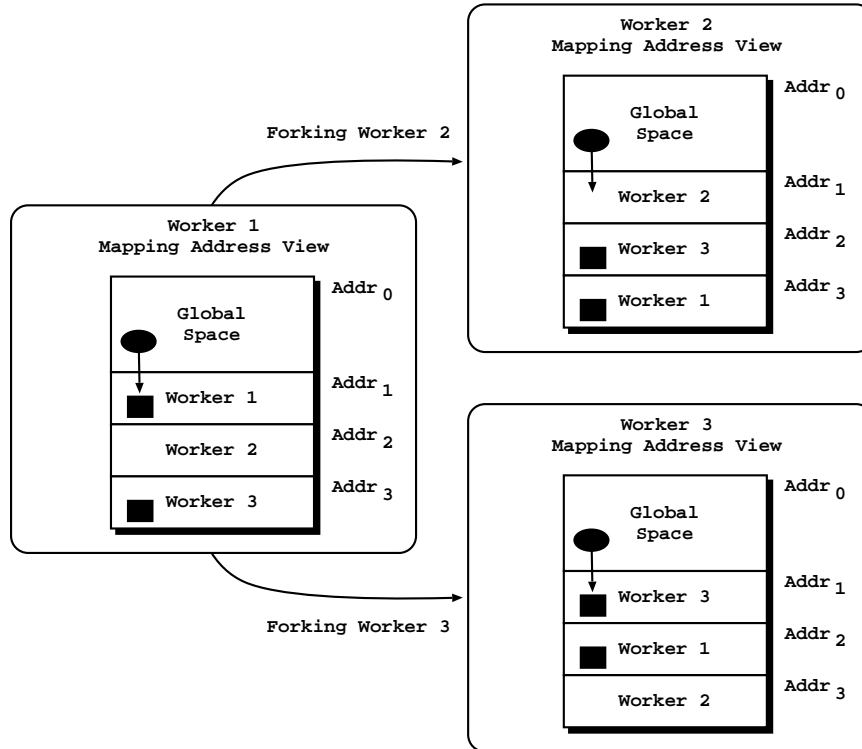 Worker 2
Mapping Address View
Addr 0
Global
Space
Addr 1
Worker 2
Addr 2
Worker 3
Addr 3
Worker 1
Forking Worker 2
Worker 1
Mapping Address View
Addr 0
Global
Space
Addr 1
Worker 1
Addr 2
Worker 2
Addr 3
Worker 3
Forking Worker 3
Worker 3
Mapping Address View
Addr 0
Global
Space
Addr 1
Worker 3
Addr 2
Worker 1
Addr 3
Worker 2